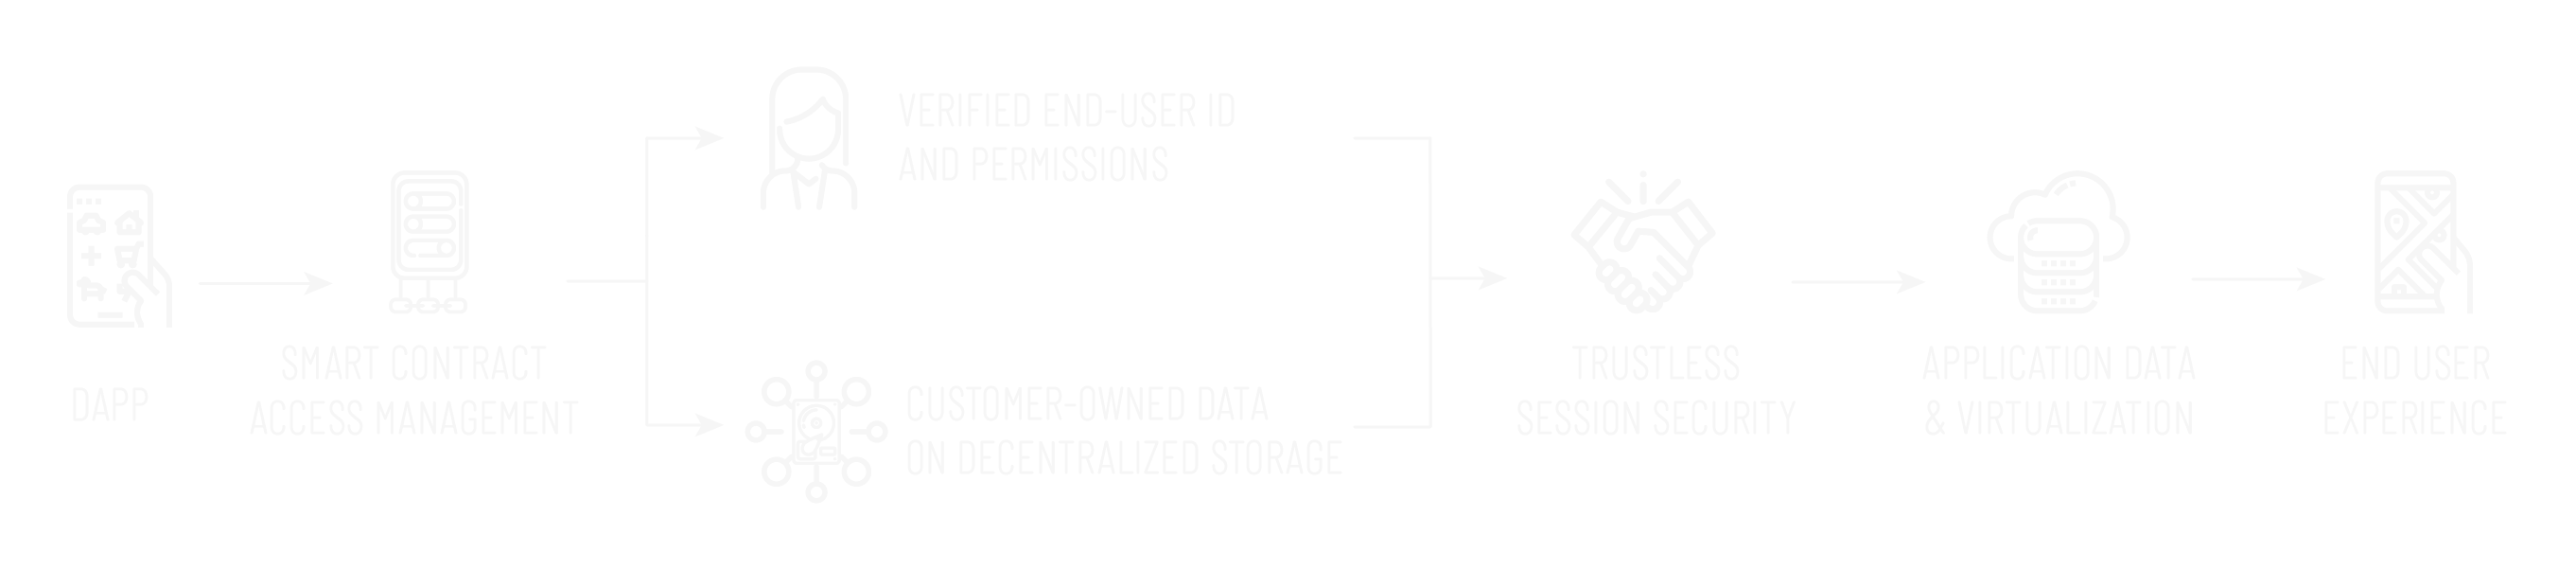 DAPP
SMART CONTRACT
ACCESS MANAGEMENT
VERIFIED END-USER ID
AND PERMISSIONS
CUSTOMER-OWNED DATA
ON DECENTRALIZED STORAGE
TRUSTLESS
SESSION SECURITY
APPLICATION DATA
& VIRTUALIZATION
END USER
EXPERIENCE